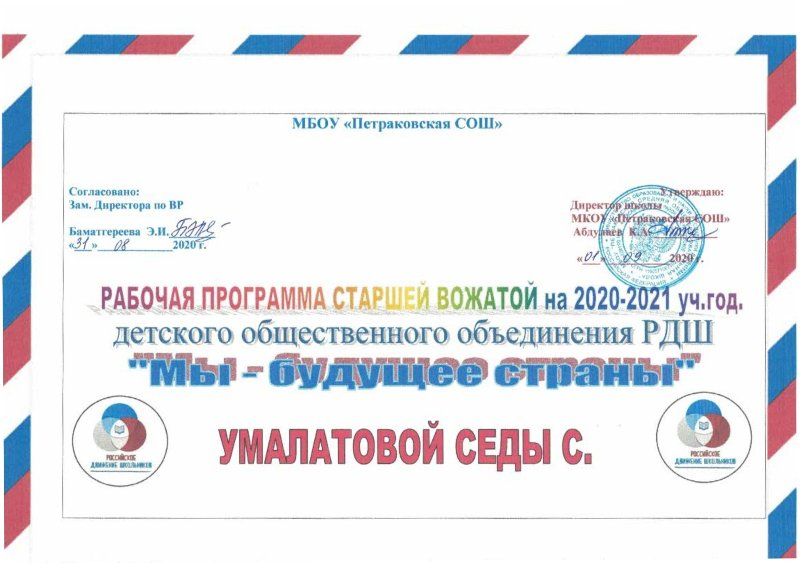 МБОУ «Петраковская СОШ»
Согласовано:
Зам. Директора по ВР
Баматгереева Э.И.
«31» 08 2020 г.
Утверждаю:
Директор школы
МКОУ «Петраковская СОШ»
Абдулаев К.А.
«01» 09 2020 г.
РАБОЧАЯ ПРОГРАММА СТАРШЕЙ ВОЖАТОЙ на 2020-2021 уч.год.
детского общественного объединения РДШ
"Мы - будущее страны"
РОССИЙСКОЕ
ДВИЖЕНИЕ ШКОЛЬНИКОВ
УМАЛАТОВОЙ СЕДЫ С.
РОССИЙСКОЕ
ДВИЖЕНИЕ ШКОЛЬНИКОВ